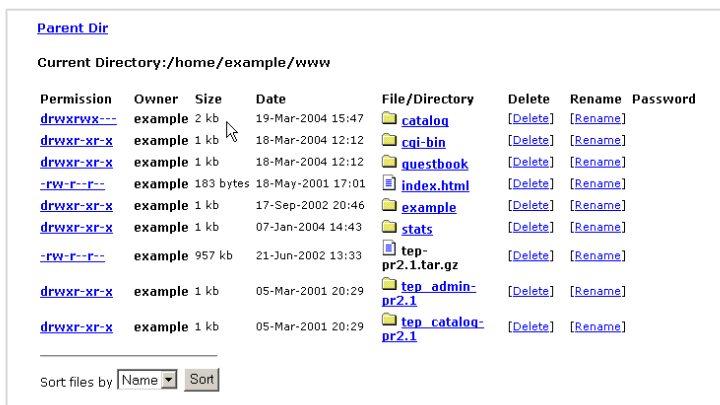 Parent Dir
Current Directory:/home/example/www
Permission Owner Size Date File/Directory Delete Rename Password
drwxrwx--- example 2 kb 19-Mar-2004 15:47 catalog [Delete] [Rename]
drwxr-xr-x example 1 kb 18-Mar-2004 12:12 cgi-bin [Delete] [Rename]
drwxr-xr-x example 1 kb 18-Mar-2004 12:12 guestbook [Delete] [Rename]
-rw-r--r-- example 183 bytes 18-May-2001 17:01 index.html [Delete] [Rename]
drwxr-xr-x example 1 kb 17-Sep-2002 20:46 example [Delete] [Rename]
drwxr-xr-x example 1 kb 07-Jan-2004 14:43 stats [Delete] [Rename]
-rw-r--r-- example 957 kb 21-Jun-2002 13:33 tep-
pr2.1.tar.gz [Delete] [Rename]
drwxr-xr-x example 1 kb 05-Mar-2001 20:29 tep_admin-
pr2.1 [Delete] [Rename]
drwxr-xr-x example 1 kb 05-Mar-2001 20:29 tep_catalog-
pr2.1 [Delete] [Rename]
Sort files by Name Sort